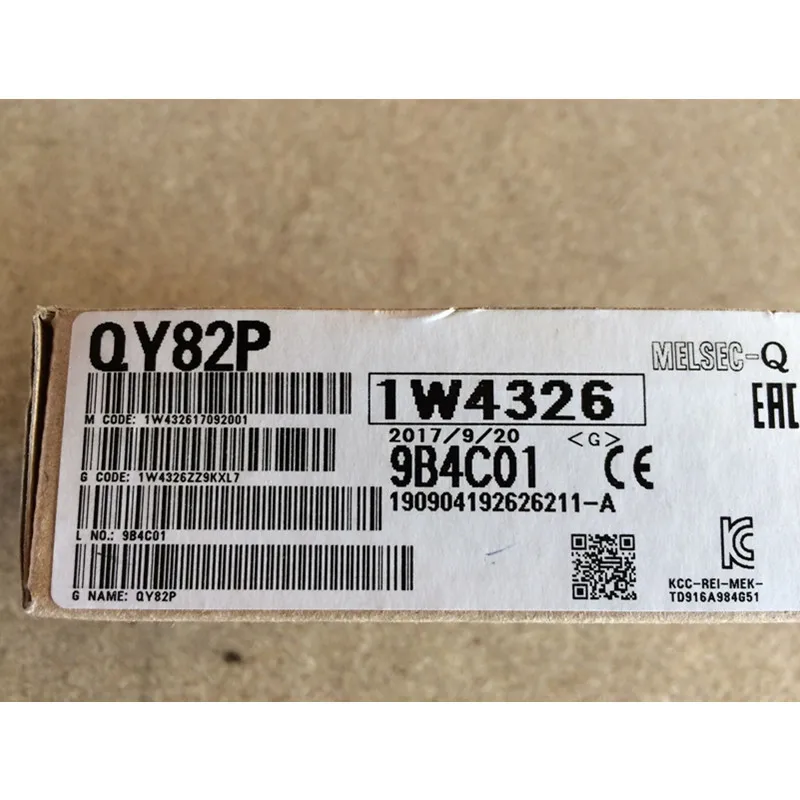 QY82P
MELSEC-Q
M CODE: 1W432617092001
1W4326
EAC
2017/9/20 <G>
G CODE: 1W4326ZZ9KXL7
9B4C01 CE
190904192626211-A
L NO.: 9B4C01
G NAME: QY82P
KCC-REI-MEK-
TD916A984G51